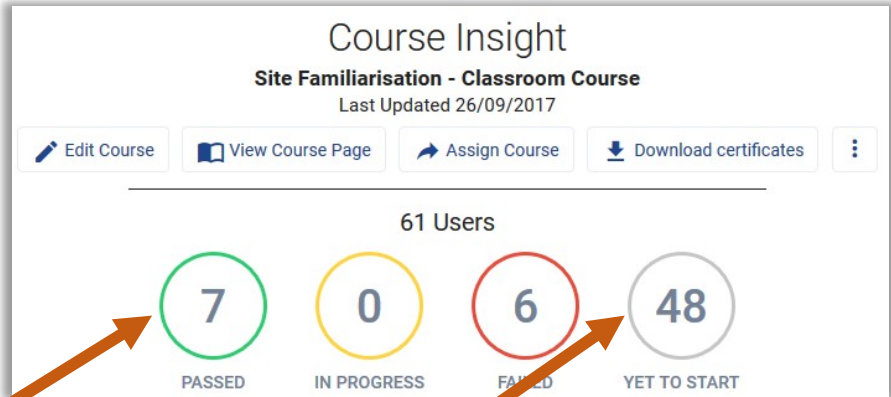 Course Insight
Site Familiarisation - Classroom Course
Last Updated 26/09/2017
Edit Course View Course Page Assign Course Download certificates
61 Users
7 0 6 48
PASSED IN PROGRESS FAILED YET TO START